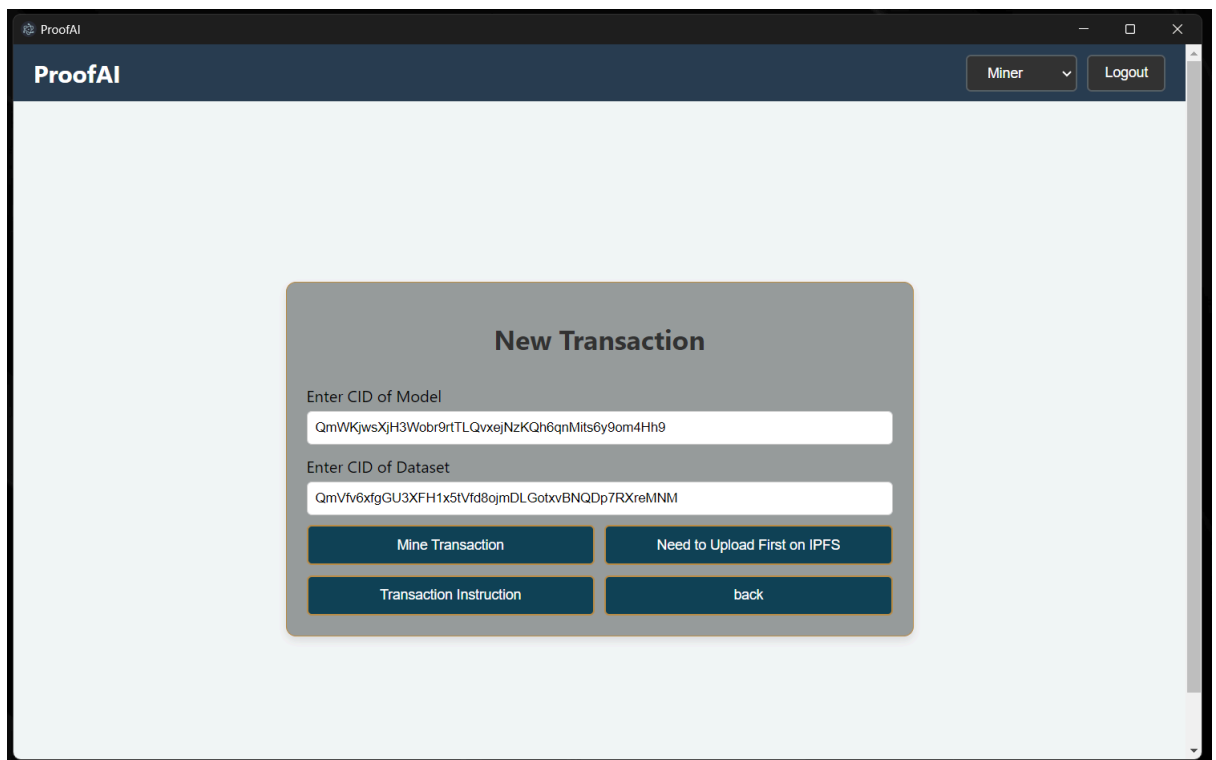 ProofAI
ProofAI
Miner
Logout
New Transaction
Enter CID of Model
QmWKjwsXjH3Wobr9rtTLQvxejNzKQh6qnMits6y9om4Hh9
Enter CID of Dataset
QmVfv6xfgGU3XFH1x5tVfd8ojmDLGotxvBNQDp7RXreMNM
Mine Transaction
Need to Upload First on IPFS
Transaction Instruction
back